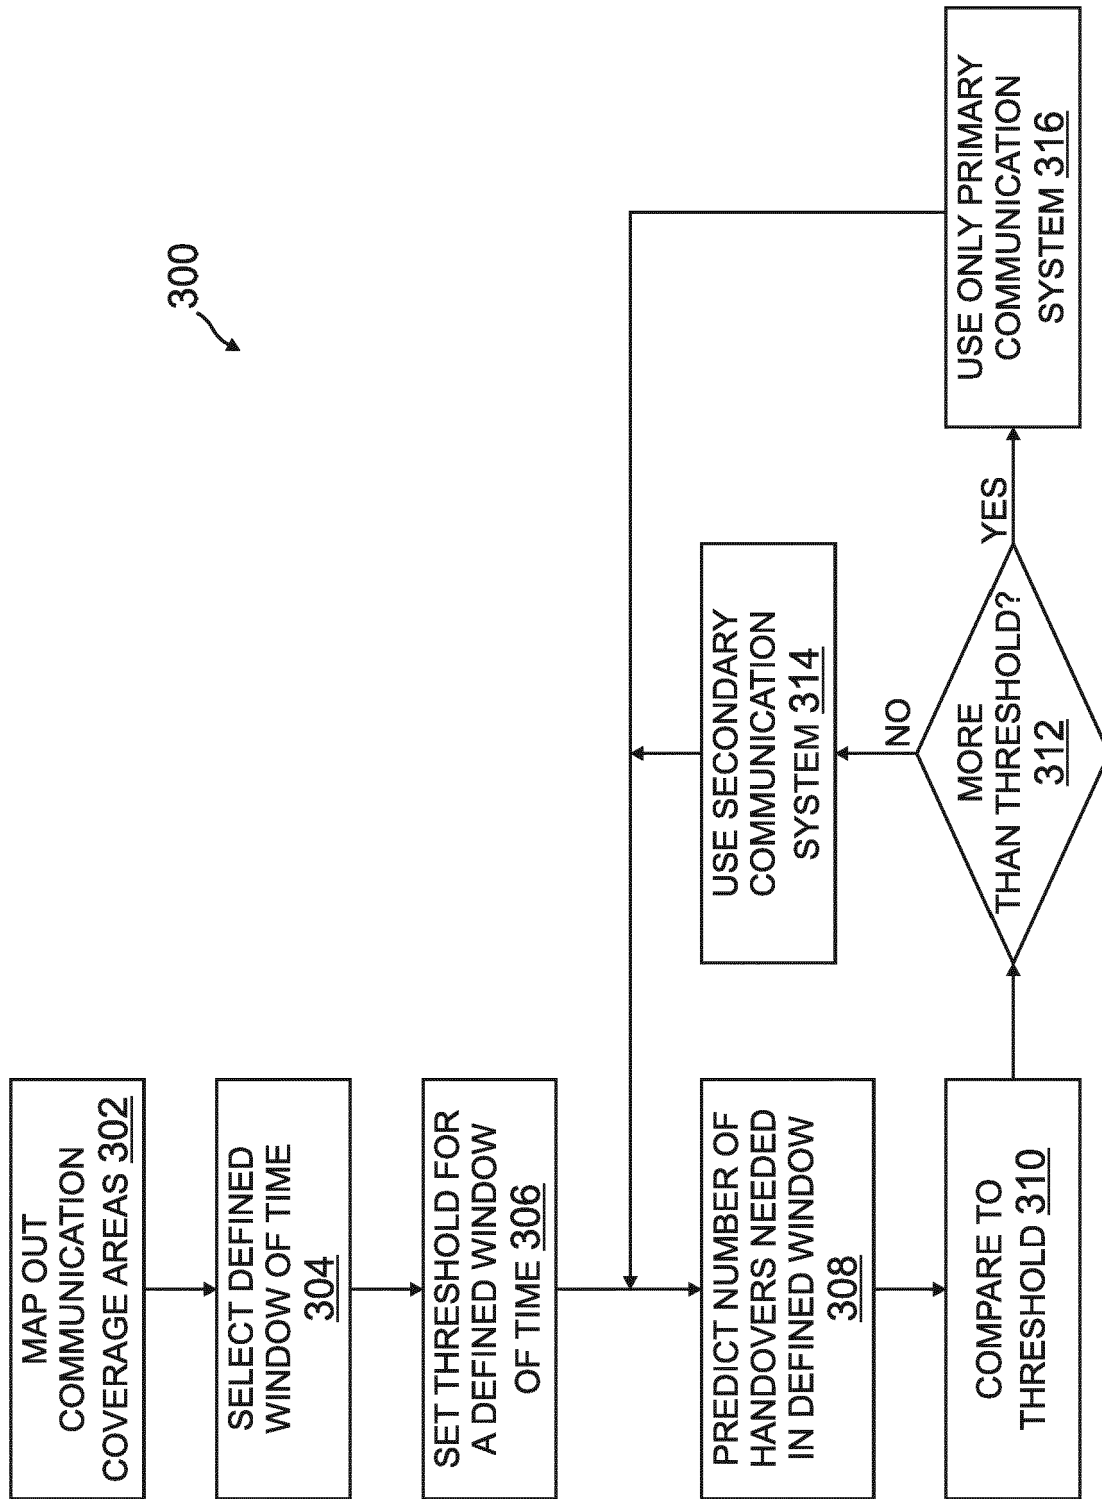 300
MAP OUT
COMMUNICATION
COVERAGE AREAS 302
SELECT DEFINED
WINDOW OF TIME
304
SET THRESHOLD FOR
A DEFINED WINDOW
OF TIME 306
PREDICT NUMBER OF
HANDOVERS NEEDED
IN DEFINED WINDOW
308
COMPARE TO
THRESHOLD 310
MORE
THAN THRESHOLD?
312
NO
YES
USE SECONDARY
COMMUNICATION
SYSTEM 314
USE ONLY PRIMARY
COMMUNICATION
SYSTEM 316